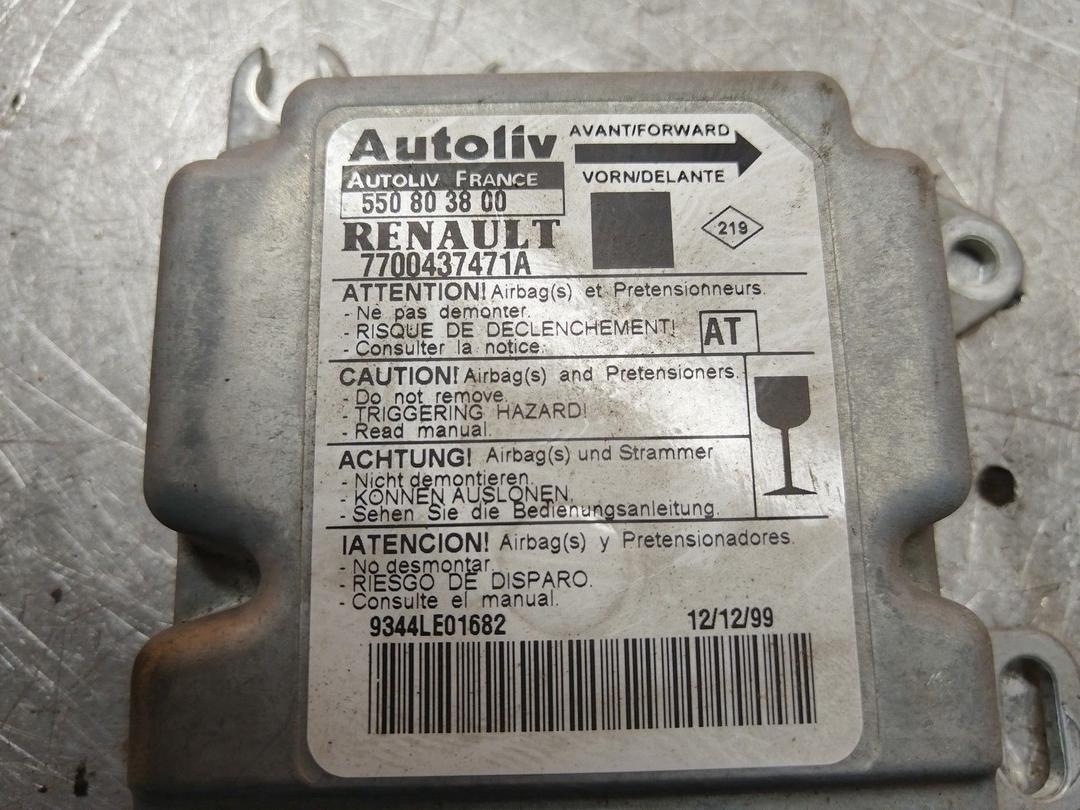 Autoliv
AVANT/FORWARD
VORN/DELANTE
AUTOLIV FRANCE
550 80 38 00
219
RENAULT
7700437471A
ATTENTION! Airbag(s) et Pretensionneurs.
- Ne pas demonter.
- RISQUE DE DECLENCHEMENT!
- Consulter la notice.
AT
CAUTION! Airbag(s) and Pretensioners.
- Do not remove.
- TRIGGERING HAZARD!
- Read manual.
ACHTUNG! Airbag(s) und Strammer
- Nicht demontieren.
- KONNEN AUSLONEN.
- Sehen Sie die Bedienungsanleitung.
IATENCION! Airbag(s) y Pretensionadores.
- No desmontar.
- RIESGO DE DISPARO.
- Consulte el manual.
9344LE01682
12/12/99